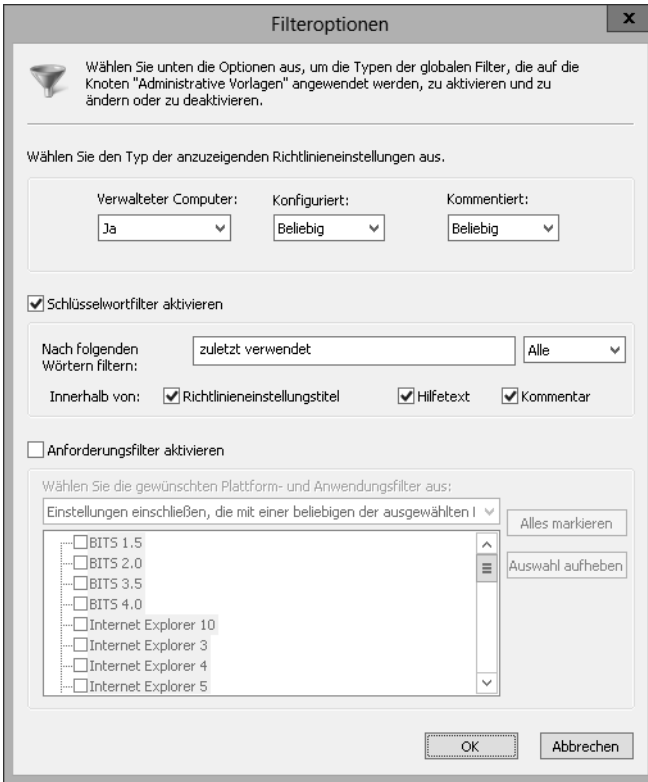 Filteroptionen
x
Wählen Sie unten die Optionen aus, um die Typen der globalen Filter, die auf die
Knoten "Administrative Vorlagen" angewendet werden, zu aktivieren und zu
ändern oder zu deaktivieren.
Wählen Sie den Typ der anzuzeigenden Richtlinieneinstellungen aus.
Verwalteter Computer: Konfiguriert: Kommentiert:
Ja Beliebig Beliebig
Schlüsselwortfilter aktivieren
Nach folgenden
Wörtern filtern:
zuletzt verwendet Alle
Innerhalb von: Richtlinieneinstellungstitel Hilfetext Kommentar
Anforderungsfilter aktivieren
Wählen Sie die gewünschten Plattform- und Anwendungsfilter aus:
Einstellungen einschließen, die mit einer beliebigen der ausgewählten
Alles markieren
BITS 1.5
BITS 2.0
Auswahl aufheben
BITS 3.5
BITS 4.0
Internet Explorer 10
Internet Explorer 3
Internet Explorer 4
Internet Explorer 5
OK Abbrechen